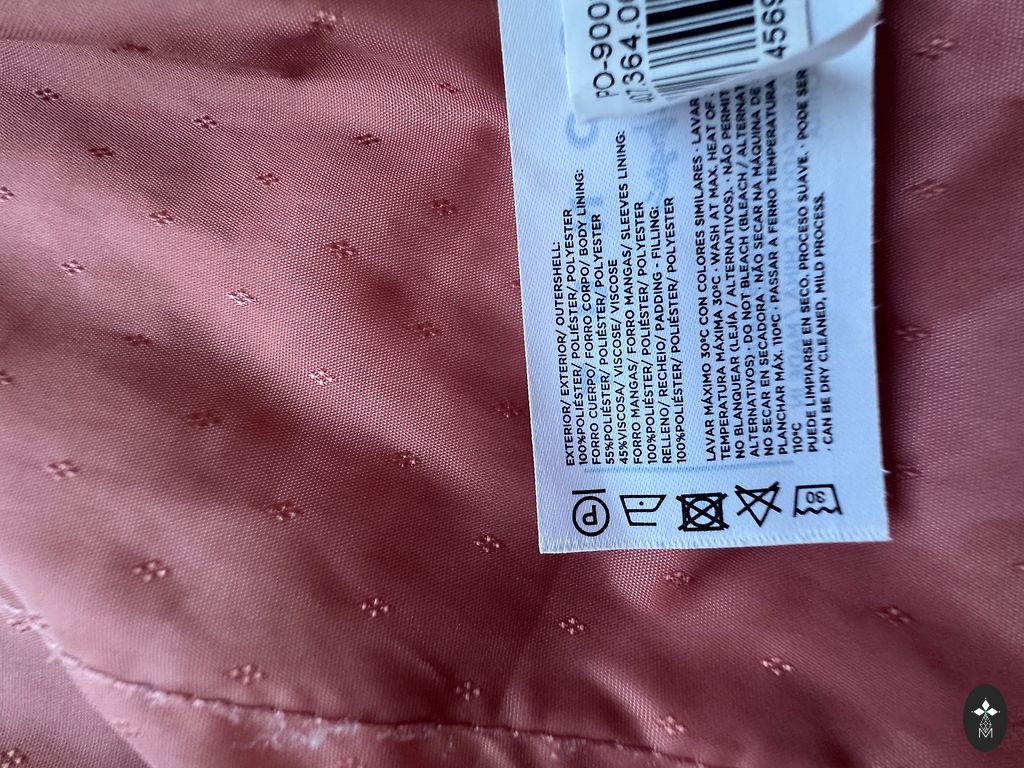 PO-900
407.364.0
4569
EXTERIOR/ EXTERIOR/ OUTERSHELL:
100%POLIÉSTER/ POLIÉSTER/ POLYESTER
FORRO CUERPO/ FORRO CORPO/ BODY LINING:
55%POLIÉSTER/ POLIÉSTER/ POLYESTER
45%VISCOSA/ VISCOSE/ VISCOSE
FORRO MANGAS/ FORRO MANGAS/ SLEEVES LINING:
100%POLIÉSTER/ POLIÉSTER/ POLYESTER
RELLENO/ RECHEIO/ PADDING - FILLING:
100%POLIÉSTER/ POLIÉSTER/ POLYESTER
LAVAR MÁXIMO 30ºC CON COLORES SIMILARES · LAVAR
TEMPERATURA MÁXIMA 30ºC · WASH AT MAX. HEAT OF
NO BLANQUEAR (LEJÍA / ALTERNATIVOS). · NÃO PERMIT
ALTERNATIVOS) · DO NOT BLEACH (BLEACH / ALTERNAT
NO SECAR EN SECADORA · NÃO SECAR NA MÁQUINA DE
PLANCHAR MÁX. 110ºC · PASSAR A FERRO TEMPERATURA
110ºC
PUEDE LIMPIARSE EN SECO. PROCESO SUAVE. · PODE SER
· CAN BE DRY CLEANED, MILD PROCESS.
P
30
M